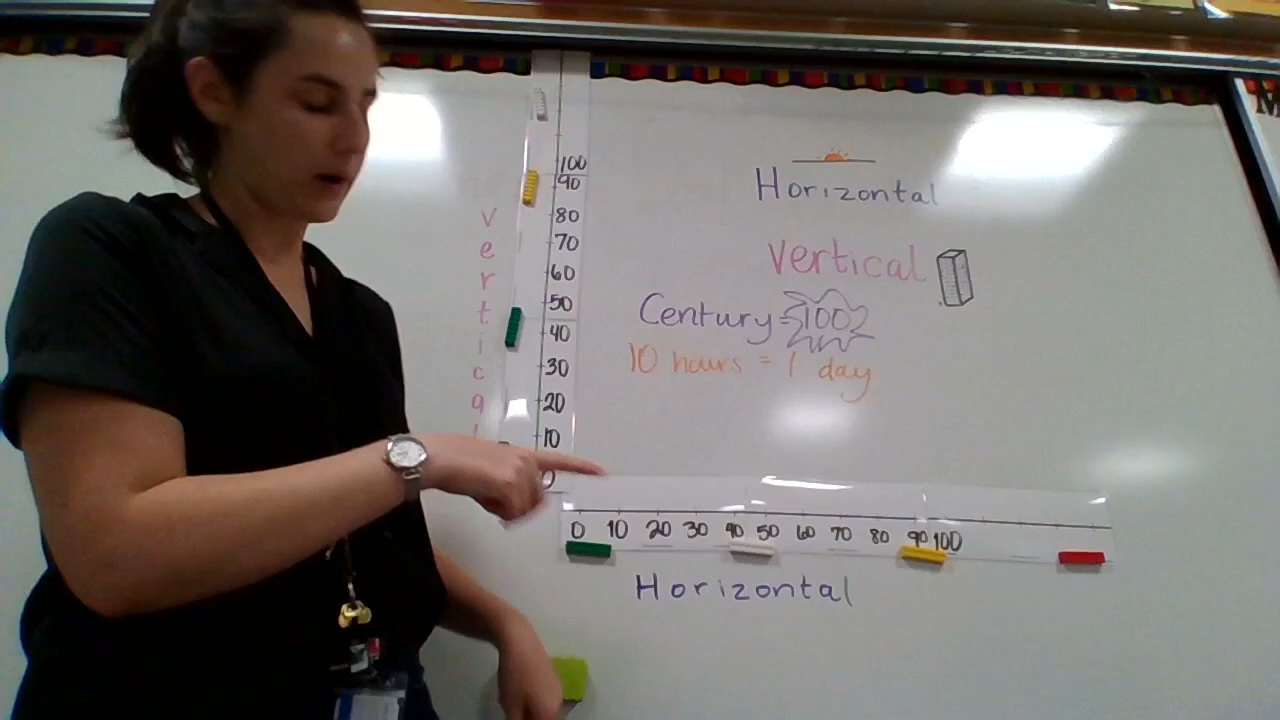 Horizontal
Vertical
Century = 100
10 hours = 1 day
vertical
100
90
80
70
60
50
40
30
20
10
0
0 10 20 30 40 50 60 70 80 90 100
Horizontal
M